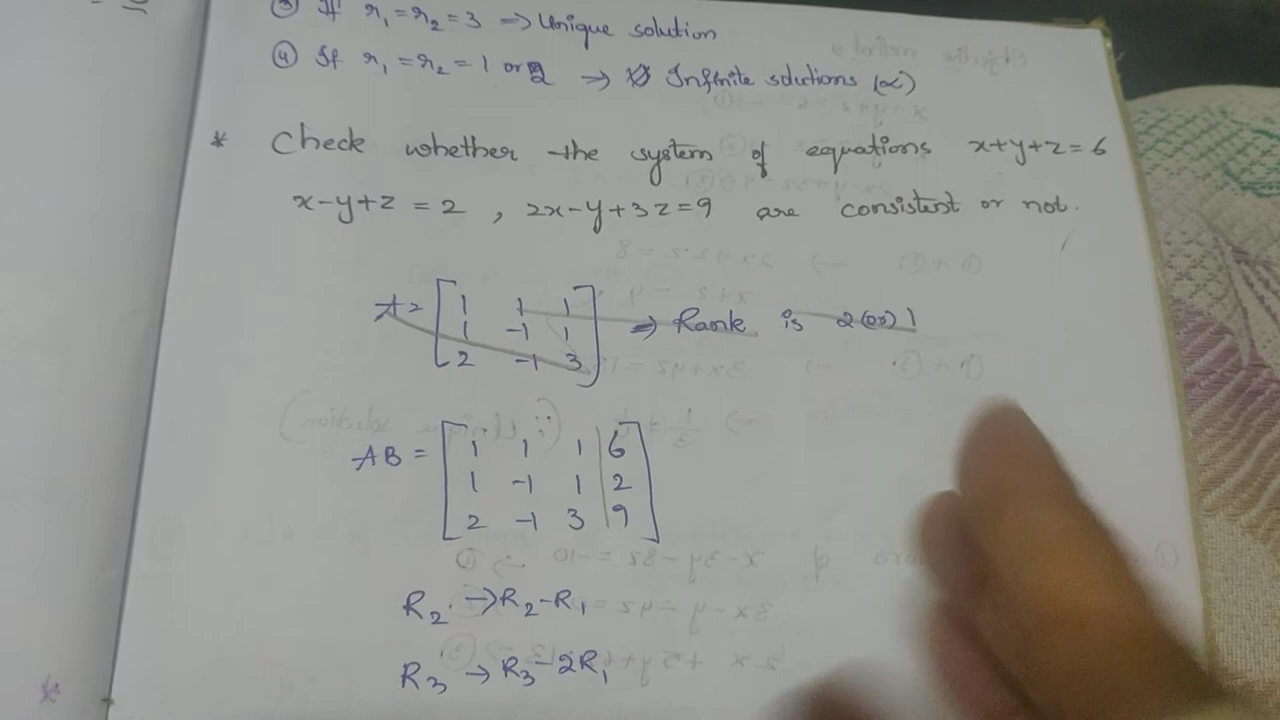 ③ If r₁ = r₂ = 3 → Unique solution
④ If r₁ = r₂ = 1 or 2 → Infinite solutions (∝)
* Check whether the system of equations x+y+z=6
x-y+z = 2 , 2x-y+3z=9 are consistent or not.
A= [1 1 1
1 -1 1
2 -1 3] ⇒ Rank is 2(or) 1
AB = [1 1 1 | 6
1 -1 1 | 2
2 -1 3 | 9]
R₂ → R₂-R₁
R₃ → R₃-2R₁